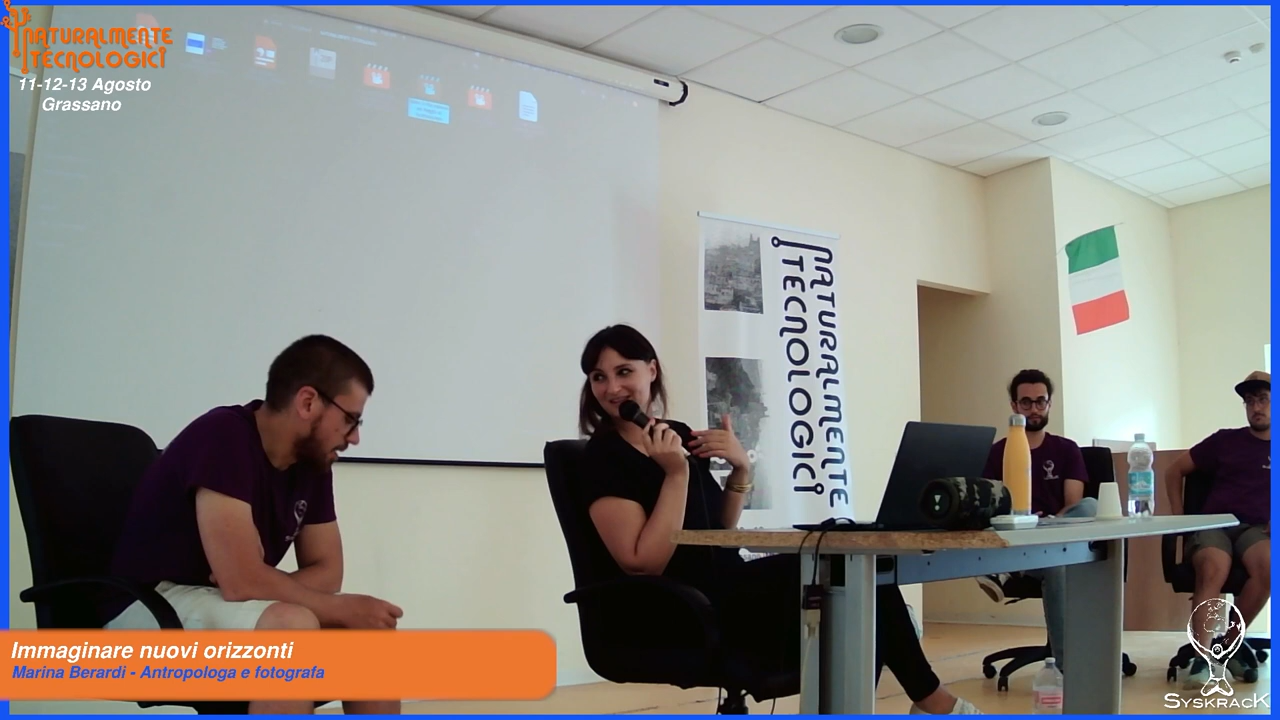 NATURALMENTE
TECNOLOGICI
11-12-13 Agosto
Grassano
NATURALMENTE
TECNOLOGICI
Immaginare nuovi orizzonti
Marina Berardi - Antropologa e fotografa
SYSKRACK